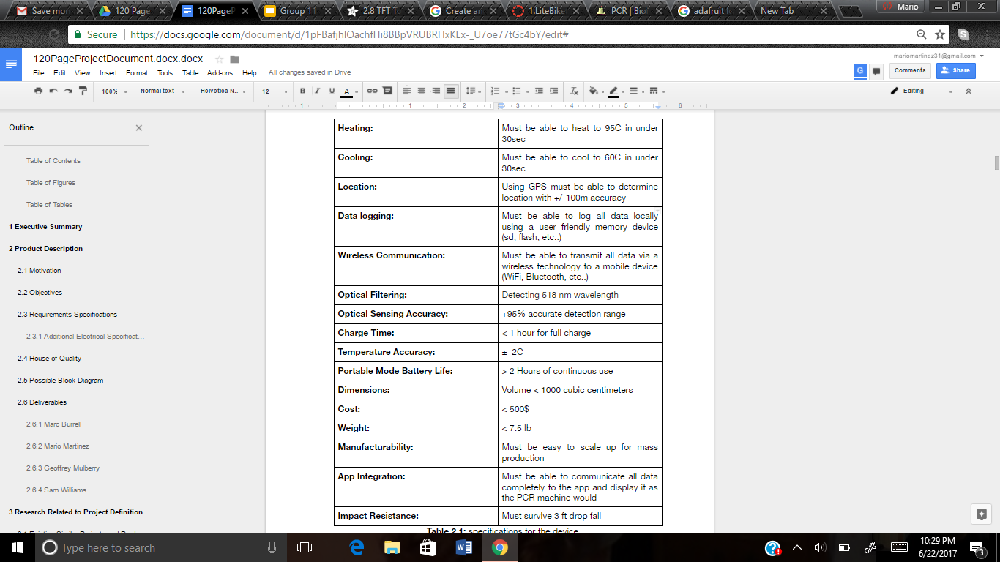 Save mor
120 Page
120PageP
Group 11
2.8 TFT To
Create an
1.LiteBike
PCR | Bio
adafruit
New Tab
Mario
Secure | https://docs.google.com/document/d/1pFBafjhIOachfHi8BBpVRUBRHxKEx-_U7oe77tGc4bY/edit#
120PageProjectDocument.docx.docx
mariomartinez31@gmail.com
File Edit View Insert Format Tools Table Add-ons Help All changes saved in Drive
G
Comments
Share
100% Normal text Helvetica N... 12 B I U A Editing
1 1 2 3 4 5 6
Outline
Table of Contents
Table of Figures
Table of Tables
1 Executive Summary
2 Product Description
2.1 Motivation
2.2 Objectives
2.3 Requirements Specifications
2.3.1 Additional Electrical Specificat...
2.4 House of Quality
2.5 Possible Block Diagram
2.6 Deliverables
2.6.1 Marc Burrell
2.6.2 Mario Martinez
2.6.3 Geoffrey Mulberry
2.6.4 Sam Williams
3 Research Related to Project Definition
Heating: Must be able to heat to 95C in under
30sec
Cooling: Must be able to cool to 60C in under
30sec
Location: Using GPS must be able to determine
location with +/-100m accuracy
Data logging: Must be able to log all data locally
using a user friendly memory device
(sd, flash, etc..)
Wireless Communication: Must be able to transmit all data via a
wireless technology to a mobile device
(WiFi, Bluetooth, etc..)
Optical Filtering: Detecting 518 nm wavelength
Optical Sensing Accuracy: +95% accurate detection range
Charge Time: < 1 hour for full charge
Temperature Accuracy: ± 2C
Portable Mode Battery Life: > 2 Hours of continuous use
Dimensions: Volume < 1000 cubic centimeters
Cost: < 500$
Weight: < 7.5 lb
Manufacturability: Must be easy to scale up for mass
production
App Integration: Must be able to communicate all data
completely to the app and display it as
the PCR machine would
Impact Resistance: Must survive 3 ft drop fall
Table 2.1: specifications for the device
Type here to search
10:29 PM
6/22/2017
3